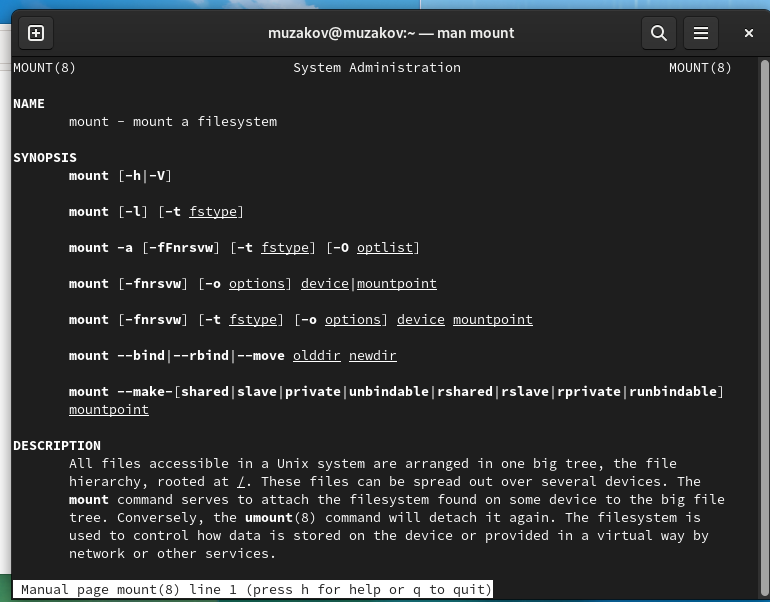 muzakov@muzakov:~ — man mount
MOUNT(8) System Administration MOUNT(8)
NAME
mount - mount a filesystem
SYNOPSIS
mount [-h|-V]
mount [-l] [-t fstype]
mount -a [-fFnrsvw] [-t fstype] [-O optlist]
mount [-fnrsvw] [-o options] device|mountpoint
mount [-fnrsvw] [-t fstype] [-o options] device mountpoint
mount --bind|--rbind|--move olddir newdir
mount --make-[shared|slave|private|unbindable|rshared|rslave|rprivate|runbindable]
mountpoint
DESCRIPTION
All files accessible in a Unix system are arranged in one big tree, the file
hierarchy, rooted at /. These files can be spread out over several devices. The
mount command serves to attach the filesystem found on some device to the big file
tree. Conversely, the umount(8) command will detach it again. The filesystem is
used to control how data is stored on the device or provided in a virtual way by
network or other services.
Manual page mount(8) line 1 (press h for help or q to quit)